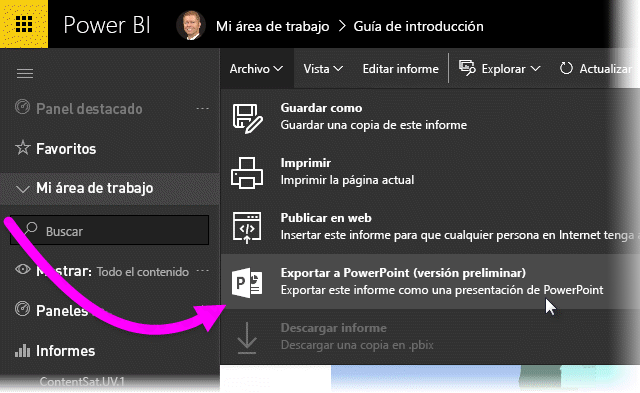 Power BI
Mi área de trabajo > Guía de introducción
Archivo Vista Editar informe Explorar Actualizar
Panel destacado ...
Favoritos
Mi área de trabajo
Buscar
Mostrar: Todo el contenido ...
Paneles
Informes
ContentSat.UV.1
Guardar como
Guardar una copia de este informe
Imprimir
Imprimir la página actual
Publicar en web
Insertar este informe para que cualquier persona en Internet tenga a
Exportar a PowerPoint (versión preliminar)
Exportar este informe como una presentación de PowerPoint
Descargar informe
Descargar una copia en .pbix